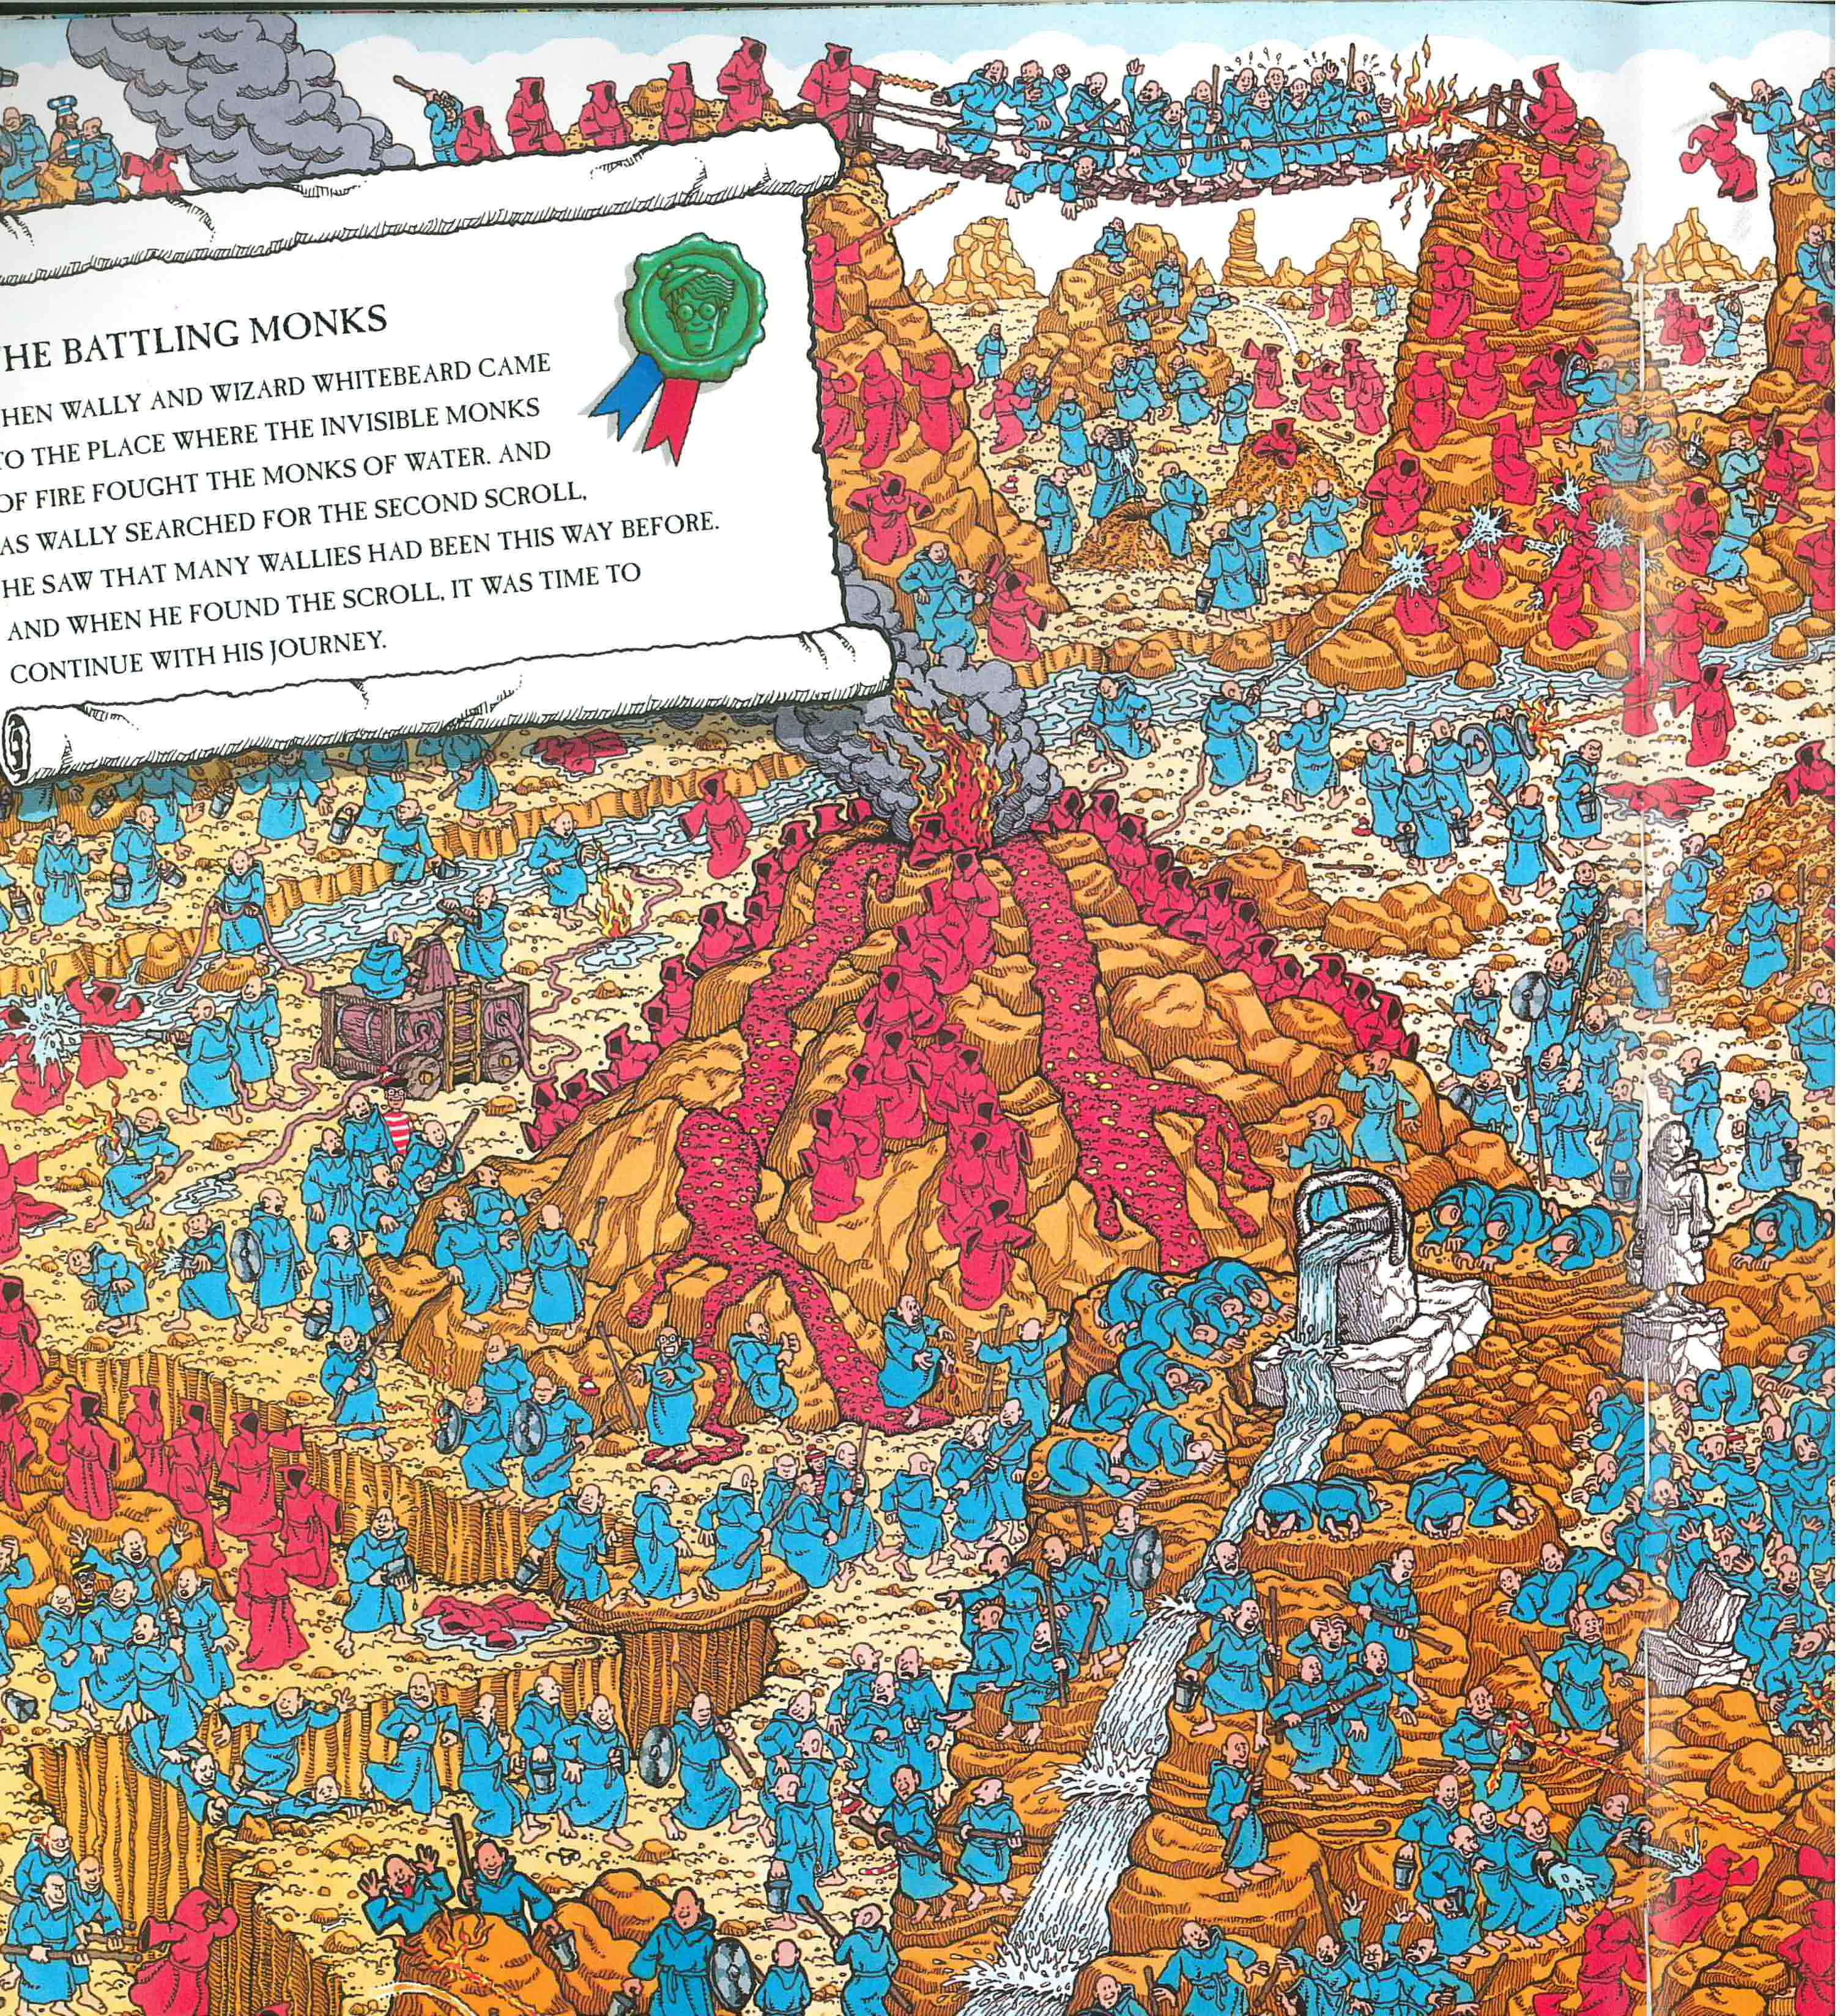 THE BATTLING MONKS
HEN WALLY AND WIZARD WHITEBEARD CAME
TO THE PLACE WHERE THE INVISIBLE MONKS
OF FIRE FOUGHT THE MONKS OF WATER. AND
AS WALLY SEARCHED FOR THE SECOND SCROLL,
HE SAW THAT MANY WALLIES HAD BEEN THIS WAY BEFORE.
AND WHEN HE FOUND THE SCROLL, IT WAS TIME TO
CONTINUE WITH HIS JOURNEY.